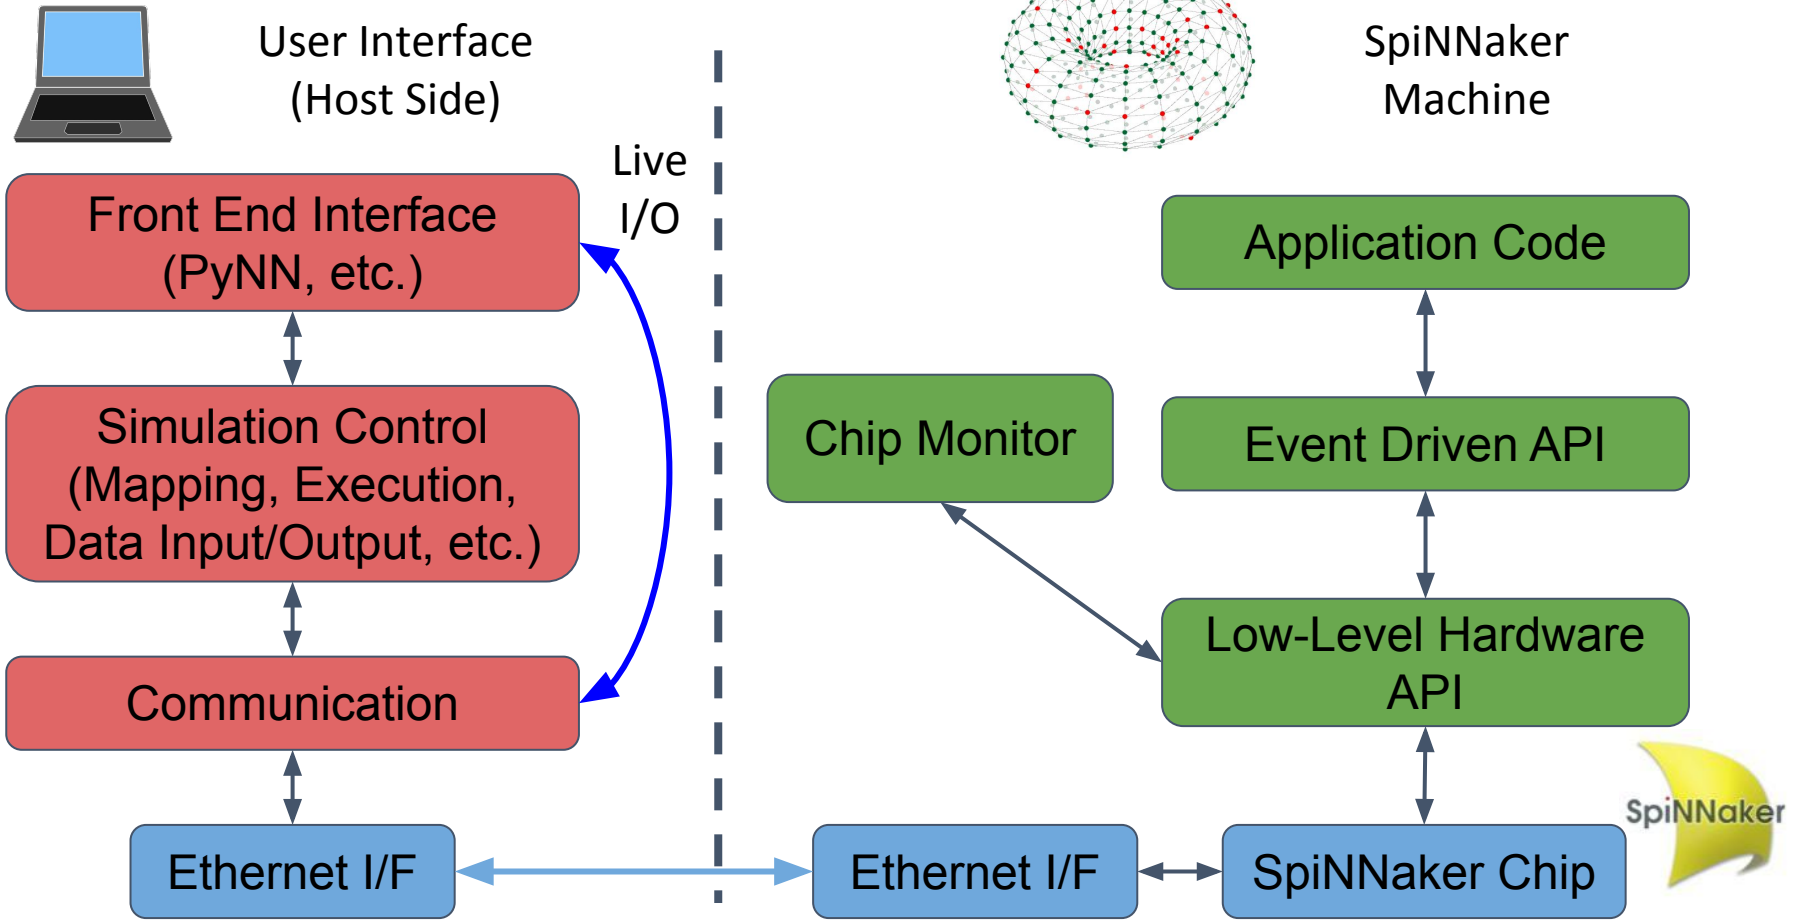 User Interface
(Host Side)
SpiNNaker
Machine
Live
I/O
Front End Interface
(PyNN, etc.)
Application Code
Simulation Control
(Mapping, Execution,
Data Input/Output, etc.)
Chip Monitor
Event Driven API
Low-Level Hardware
API
Communication
SpiNNaker
Ethernet I/F
Ethernet I/F
SpiNNaker Chip